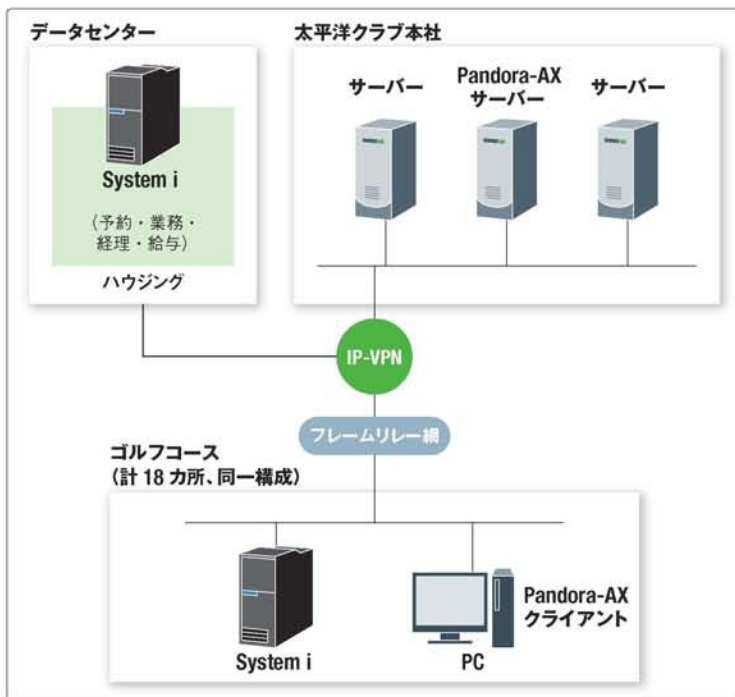 データセンター
System i
(予約・業務・
経理・給与)
ハウジング
太平洋クラブ本社
サーバー
Pandora-AX
サーバー
サーバー
IP-VPN
フレームリレー網
ゴルフコース
(計 18 カ所、同一構成)
System i
PC
Pandora-AX
クライアント